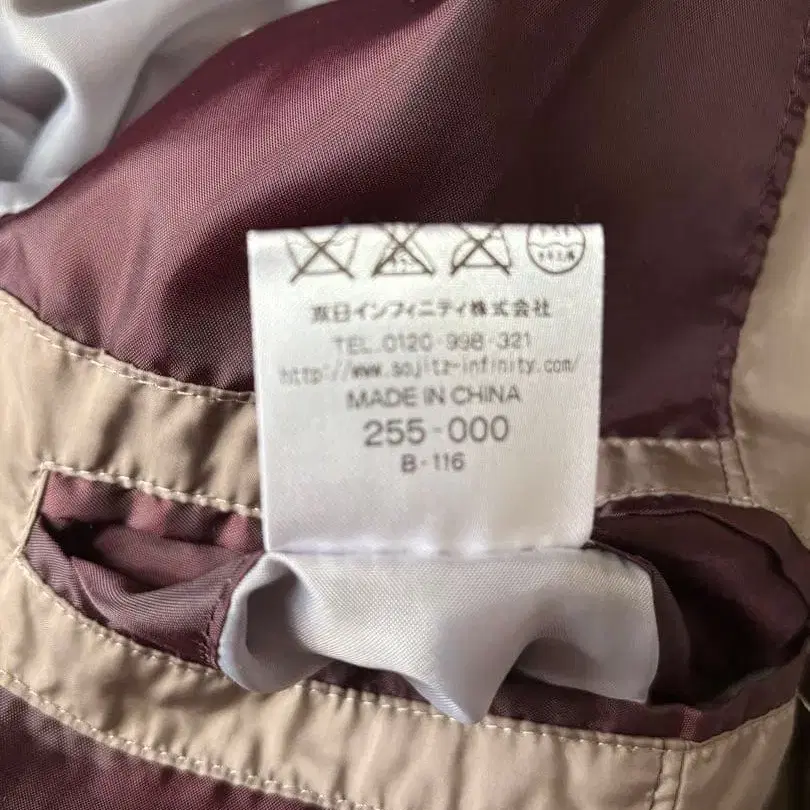 双日インフィニティ株式会社
TEL.0120-998-321
http://www.sojitz-infinity.com/
MADE IN CHINA
255-000
B-116